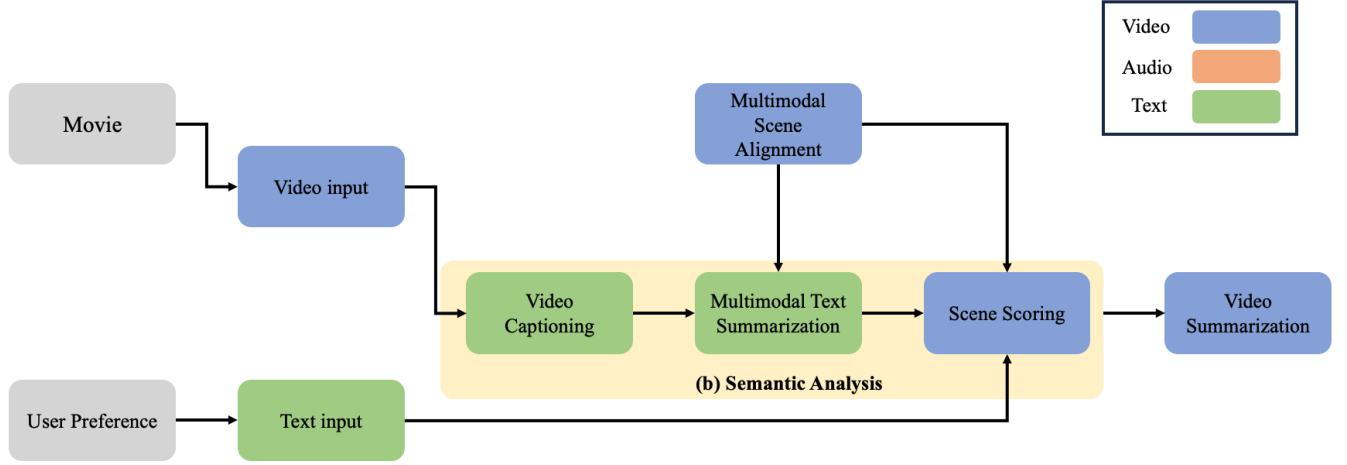 Video
Audio
Text
Movie
Multimodal
Scene
Alignment
Video input
Video
Captioning
Multimodal Text
Summarization
Scene Scoring
Video
Summarization
(b) Semantic Analysis
User Preference
Text input